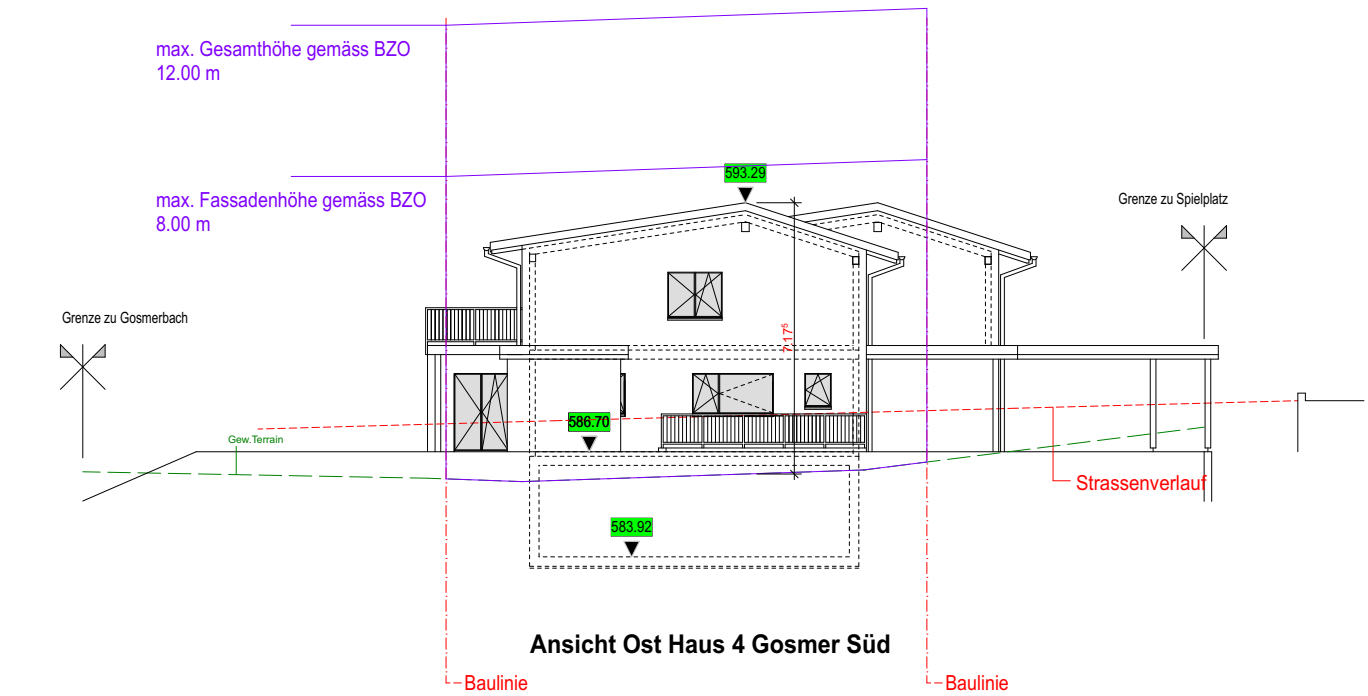 max. Gesamthöhe gemäss BZO
12.00 m
593.29
max. Fassadenhöhe gemäss BZO
8.00 m
Grenze zu Spielplatz
Grenze zu Gosmerbach
7.17⁵
586.70
Gew.Terrain
Strassenverlauf
583.92
Ansicht Ost Haus 4 Gosmer Süd
Baulinie
Baulinie